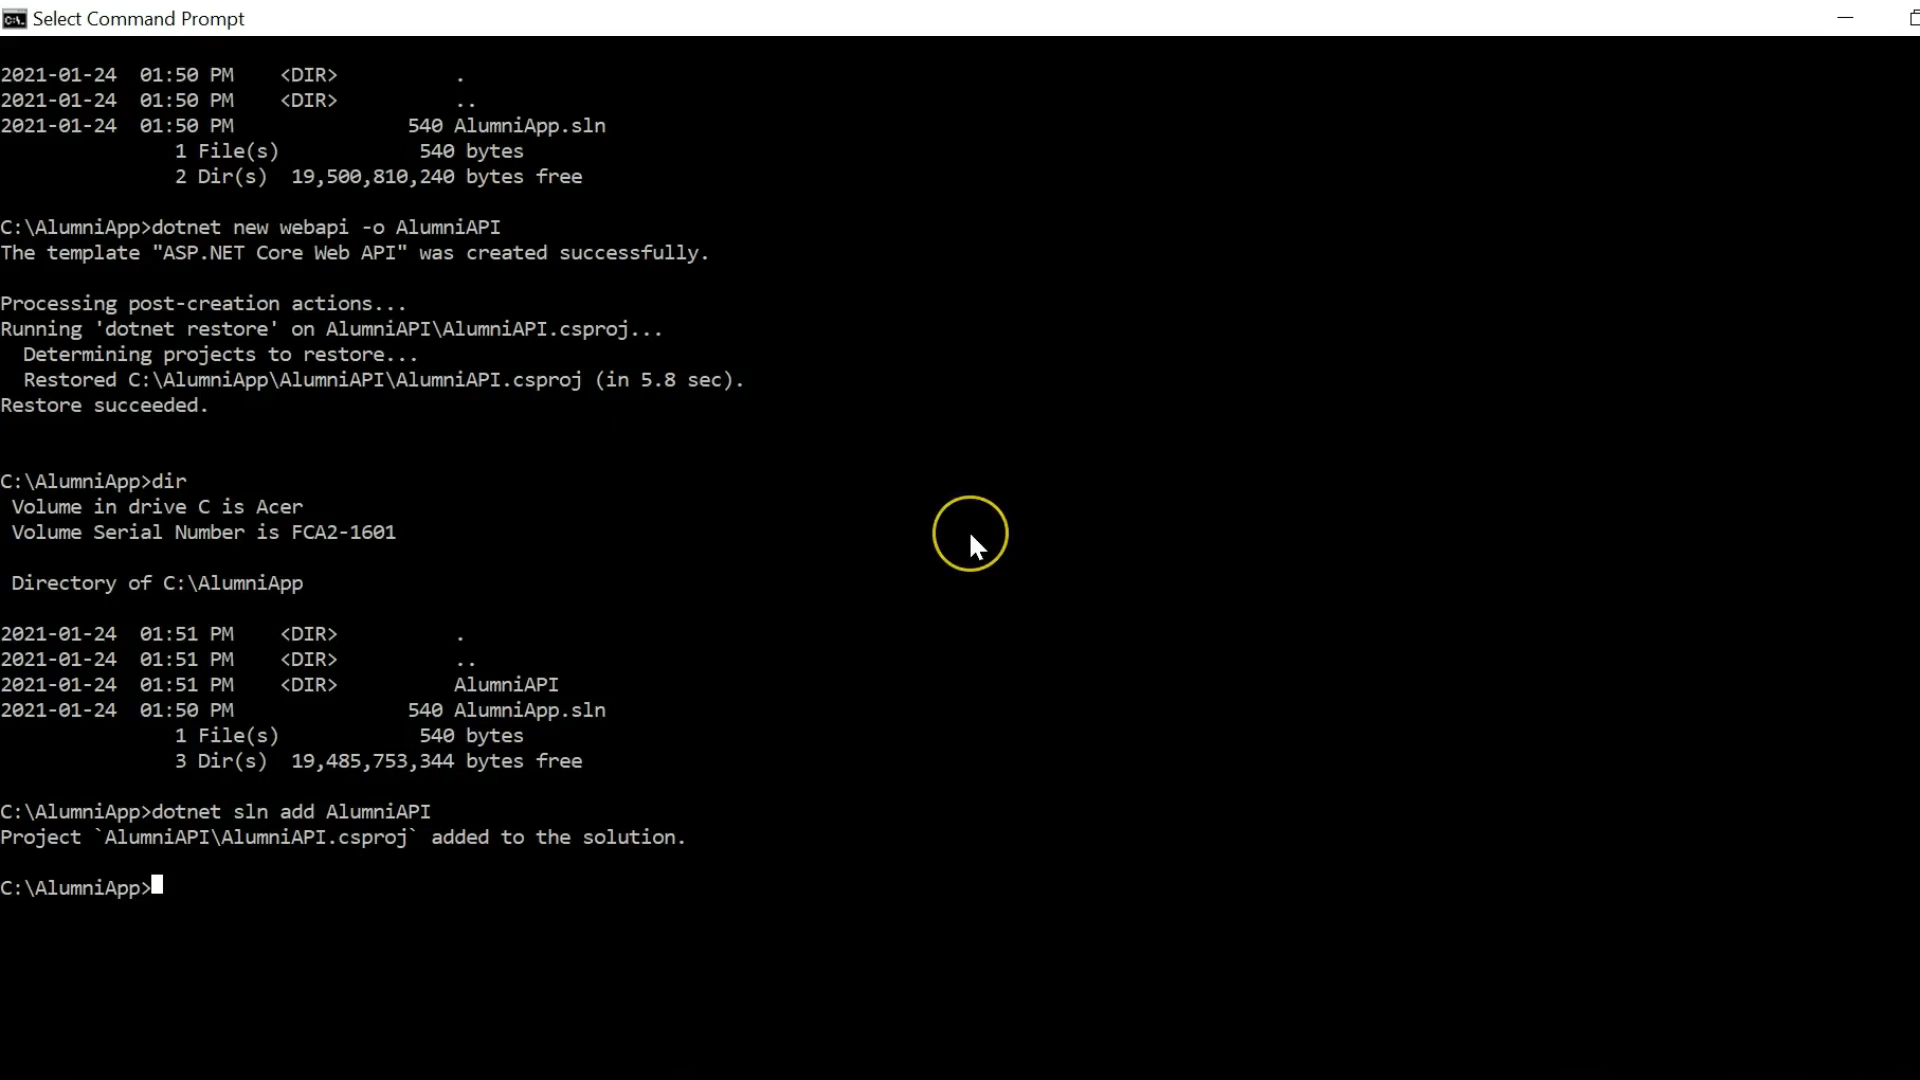 Select Command Prompt
2021-01-24  01:50 PM    <DIR>          .
2021-01-24  01:50 PM    <DIR>          ..
2021-01-24  01:50 PM               540 AlumniApp.sln
               1 File(s)            540 bytes
               2 Dir(s)  19,500,810,240 bytes free
C:\AlumniApp>dotnet new webapi -o AlumniAPI
The template "ASP.NET Core Web API" was created successfully.
Processing post-creation actions...
Running 'dotnet restore' on AlumniAPI\AlumniAPI.csproj...
  Determining projects to restore...
  Restored C:\AlumniApp\AlumniAPI\AlumniAPI.csproj (in 5.8 sec).
Restore succeeded.
C:\AlumniApp>dir
 Volume in drive C is Acer
 Volume Serial Number is FCA2-1601
 Directory of C:\AlumniApp
2021-01-24  01:51 PM    <DIR>          .
2021-01-24  01:51 PM    <DIR>          ..
2021-01-24  01:51 PM    <DIR>          AlumniAPI
2021-01-24  01:50 PM               540 AlumniApp.sln
               1 File(s)            540 bytes
               3 Dir(s)  19,485,753,344 bytes free
C:\AlumniApp>dotnet sln add AlumniAPI
Project `AlumniAPI\AlumniAPI.csproj` added to the solution.
C:\AlumniApp>